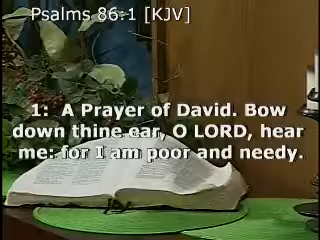 Psalms 86:1 [KJV]
1:  A Prayer of David. Bow
down thine ear, O LORD, hear
me: for I am poor and needy.